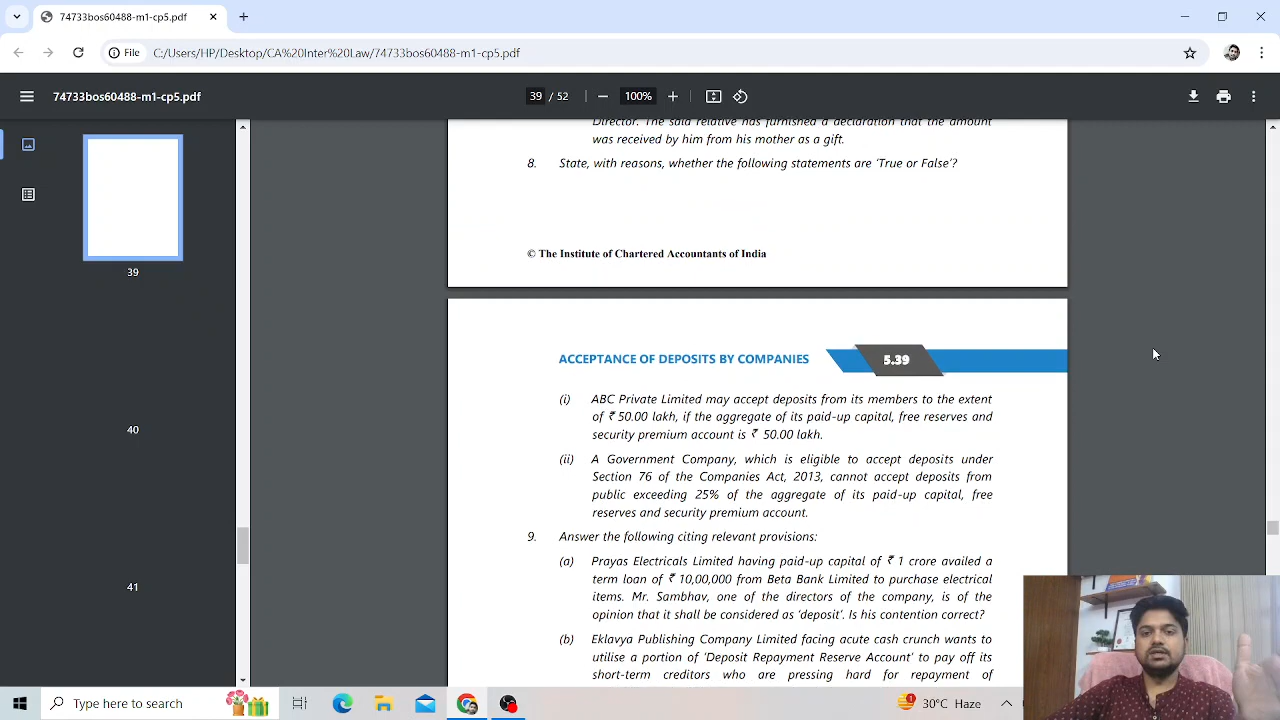 74733bos60488-m1-cp5.pdf
File C:/Users/HP/Desktop/CA%20Inter%20Law/74733bos60488-m1-cp5.pdf
74733bos60488-m1-cp5.pdf 39 / 52 100%
Director. The said relative has furnished a declaration that the amount
was received by him from his mother as a gift.
8. State, with reasons, whether the following statements are ‘True or False’?
© The Institute of Chartered Accountants of India
39
40
41
ACCEPTANCE OF DEPOSITS BY COMPANIES 5.39
(i) ABC Private Limited may accept deposits from its members to the extent
of ₹ 50.00 lakh, if the aggregate of its paid-up capital, free reserves and
security premium account is ₹ 50.00 lakh.
(ii) A Government Company, which is eligible to accept deposits under
Section 76 of the Companies Act, 2013, cannot accept deposits from
public exceeding 25% of the aggregate of its paid-up capital, free
reserves and security premium account.
9. Answer the following citing relevant provisions:
(a) Prayas Electricals Limited having paid-up capital of ₹ 1 crore availed a
term loan of ₹ 10,00,000 from Beta Bank Limited to purchase electrical
items. Mr. Sambhav, one of the directors of the company, is of the
opinion that it shall be considered as ‘deposit’. Is his contention correct?
(b) Eklavya Publishing Company Limited facing acute cash crunch wants to
utilise a portion of ‘Deposit Repayment Reserve Account’ to pay off its
short-term creditors who are pressing hard for repayment of
Type here to search
1
30°C Haze